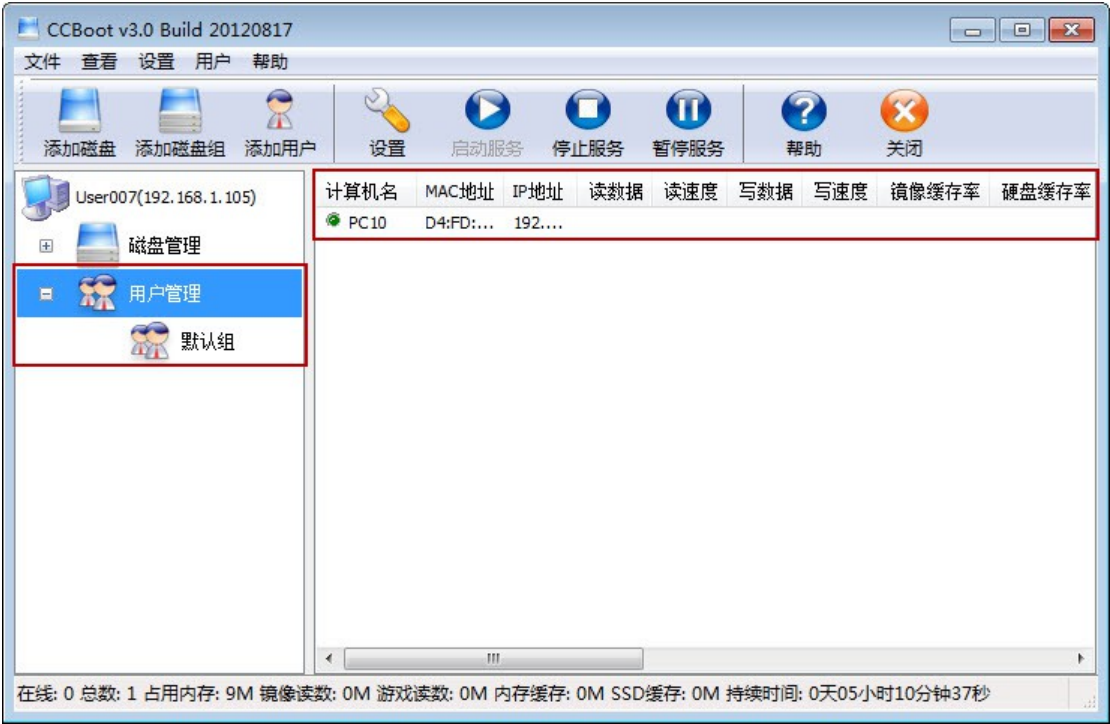 CCBoot v3.0 Build 20120817
文件 查看 设置 用户 帮助
添加磁盘 添加磁盘组 添加用户 设置 启动服务 停止服务 暂停服务 帮助 关闭
User007(192.168.1.105)
磁盘管理
用户管理
默认组
计算机名 MAC地址 IP地址 读数据 读速度 写数据 写速度 镜像缓存率 硬盘缓存率
PC10 D4:FD:... 192....
在线: 0 总数: 1 占用内存: 9M 镜像读数: 0M 游戏读数: 0M 内存缓存: 0M SSD缓存: 0M 持续时间: 0天05小时10分钟37秒